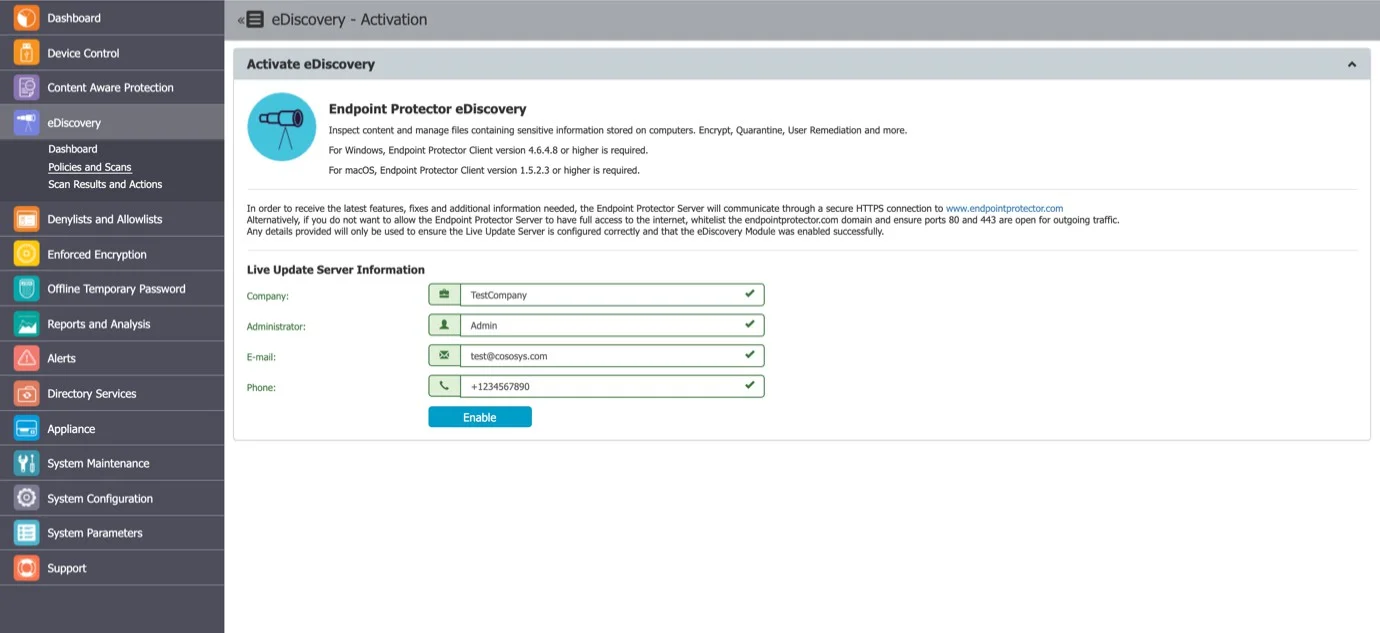 Dashboard
Device Control
Content Aware Protection
eDiscovery
Dashboard
Policies and Scans
Scan Results and Actions
Denylists and Allowlists
Enforced Encryption
Offline Temporary Password
Reports and Analysis
Alerts
Directory Services
Appliance
System Maintenance
System Configuration
System Parameters
Support
eDiscovery - Activation
Activate eDiscovery
Endpoint Protector eDiscovery
Inspect content and manage files containing sensitive information stored on computers. Encrypt, Quarantine, User Remediation and more.
For Windows, Endpoint Protector Client version 4.6.4.8 or higher is required.
For macOS, Endpoint Protector Client version 1.5.2.3 or higher is required.
In order to receive the latest features, fixes and additional information needed, the Endpoint Protector Server will communicate through a secure HTTPS connection to www.endpointprotector.com
Alternatively, if you do not want to allow the Endpoint Protector Server to have full access to the internet, whitelist the endpointprotector.com domain and ensure ports 80 and 443 are open for outgoing traffic.
Any details provided will only be used to ensure the Live Update Server is configured correctly and that the eDiscovery Module was enabled successfully.
Live Update Server Information
Company: TestCompany
Administrator: Admin
E-mail: test@cososys.com
Phone: +1234567890
Enable